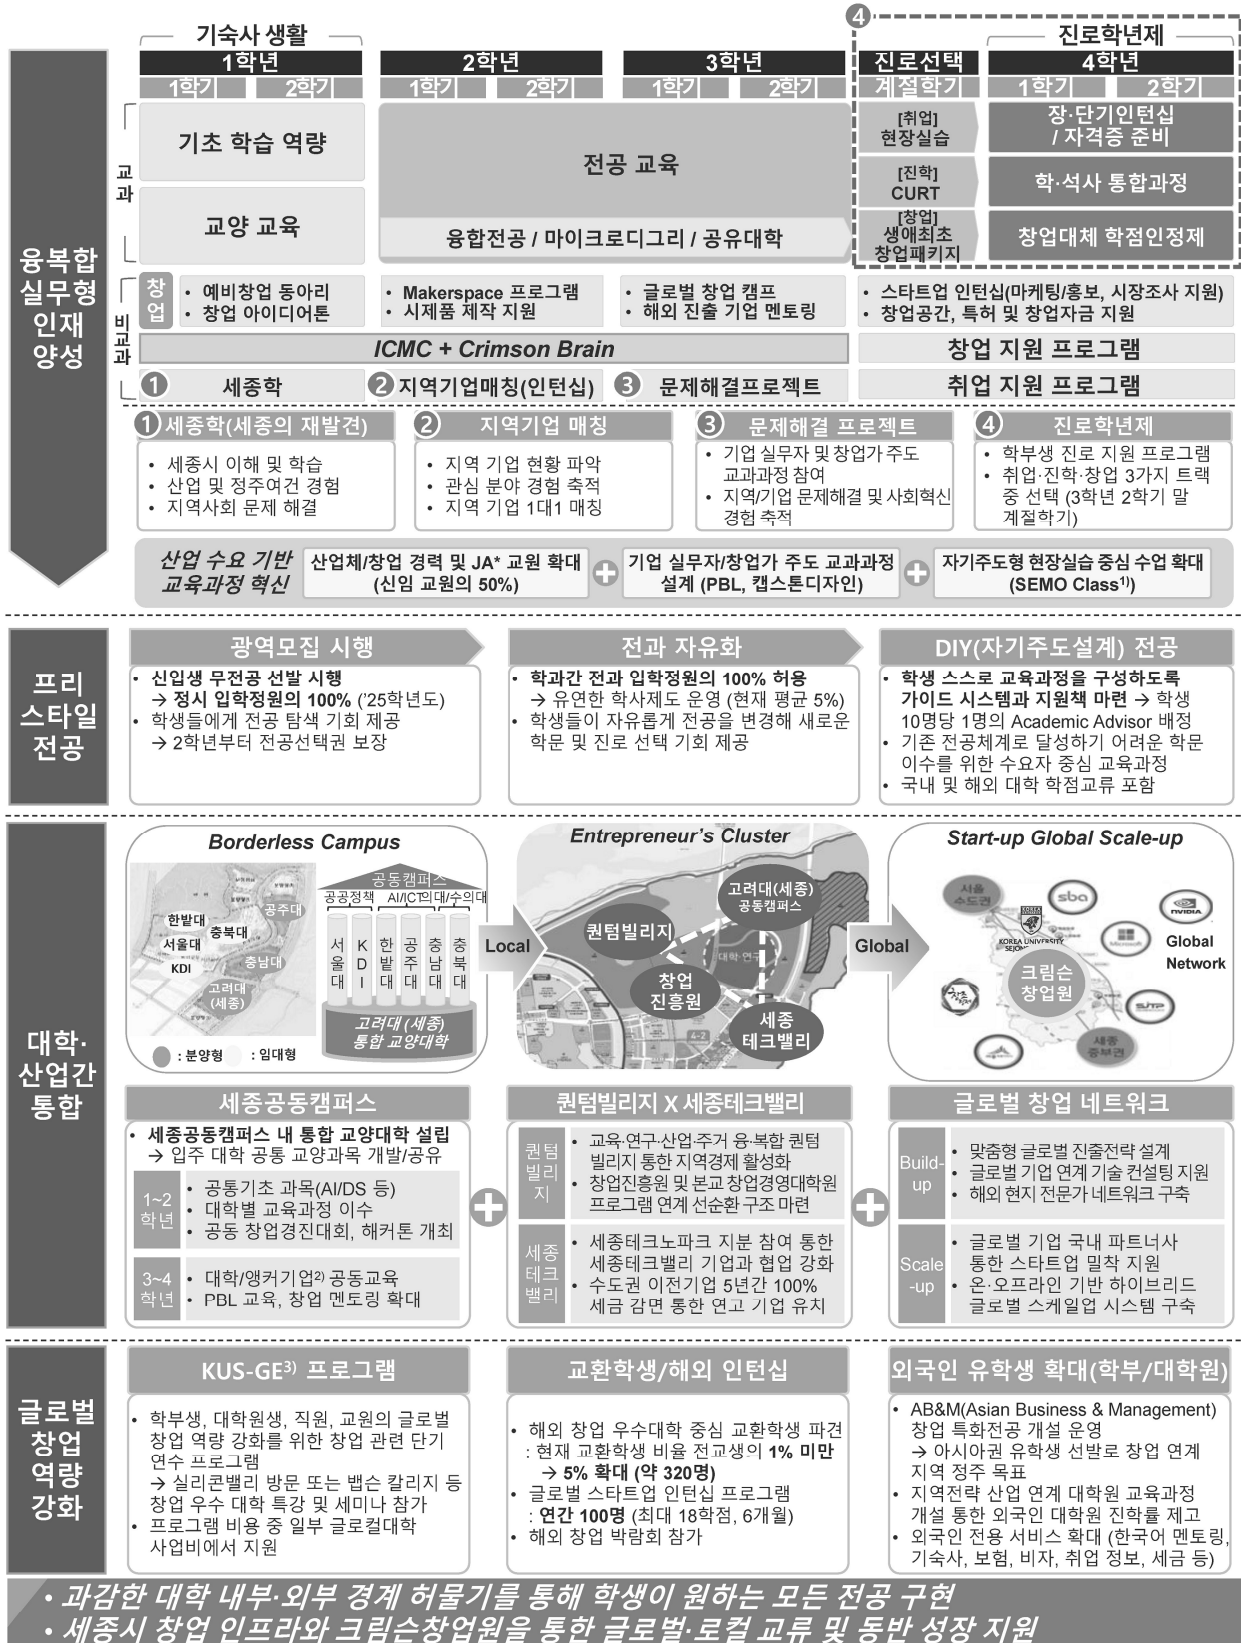 ④
기숙사 생활
진로학년제
1학년
2학년
3학년
진로선택
4학년
1학기
2학기
1학기
2학기
1학기
2학기
계절학기
1학기
2학기
융복합
실무형
인재
양성
교과
기초 학습 역량
교양 교육
전공 교육
융합전공 / 마이크로디그리 / 공유대학
[취업]
현장실습
장·단기인턴십
/ 자격증 준비
[진학]
CURT
학·석사 통합과정
[창업]
생애최초
창업패키지
창업대체 학점인정제
비교과
창업
• 예비창업 동아리
• 창업 아이디어톤
• Makerspace 프로그램
• 시제품 제작 지원
• 글로벌 창업 캠프
• 해외 진출 기업 멘토링
• 스타트업 인턴십(마케팅/홍보, 시장조사 지원)
• 창업공간, 특허 및 창업자금 지원
ICMC + Crimson Brain
창업 지원 프로그램
① 세종학
② 지역기업매칭(인턴십)
③ 문제해결프로젝트
취업 지원 프로그램
① 세종학(세종의 재발견)
• 세종시 이해 및 학습
• 산업 및 정주여건 경험
• 지역사회 문제 해결
② 지역기업 매칭
• 지역 기업 현황 파악
• 관심 분야 경험 축적
• 지역 기업 1대1 매칭
③ 문제해결 프로젝트
• 기업 실무자 및 창업가 주도
교과과정 참여
• 지역/기업 문제해결 및 사회혁신
경험 축적
④ 진로학년제
• 학부생 진로 지원 프로그램
• 취업·진학·창업 3가지 트랙
중 선택 (3학년 2학기 말
계절학기)
산업 수요 기반
교육과정 혁신
산업체/창업 경력 및 JA* 교원 확대
(신임 교원의 50%)
+
기업 실무자/창업가 주도 교과과정
설계 (PBL, 캡스톤디자인)
+
자기주도형 현장실습 중심 수업 확대
(SEMO Class1))
프리
스타일
전공
광역모집 시행
• 신입생 무전공 선발 시행
→ 정시 입학정원의 100% ('25학년도)
• 학생들에게 전공 탐색 기회 제공
→ 2학년부터 전공선택권 보장
전과 자유화
• 학과간 전과 입학정원의 100% 허용
→ 유연한 학사제도 운영 (현재 평균 5%)
• 학생들이 자유롭게 전공을 변경해 새로운
학문 및 진로 선택 기회 제공
DIY(자기주도설계) 전공
• 학생 스스로 교육과정을 구성하도록
가이드 시스템과 지원책 마련 → 학생
10명당 1명의 Academic Advisor 배정
• 기존 전공체계로 달성하기 어려운 학문
이수를 위한 수요자 중심 교육과정
• 국내 및 해외 대학 학점교류 포함
대학·
산업간
통합
Borderless Campus
한밭대
공주대
충북대
서울대
KDI
충남대
고려대
(세종)
: 분양형
: 임대형
공동캠퍼스
공공정책
AI/ICT
의대/수의대
서울대
KDI
한밭대
공주대
충남대
충북대
고려대 (세종)
통합 교양대학
Local
Entrepreneur's Cluster
고려대(세종)
공동캠퍼스
퀀텀빌리지
대학·연구
창업
진흥원
세종
테크밸리
Global
Start-up Global Scale-up
서울
수도권
sba
NVIDIA
KOREA UNIVERSITY
SEJONG
Microsoft
Global
Network
크림슨
창업원
SJTP
세종
중부권
세종공동캠퍼스
• 세종공동캠퍼스 내 통합 교양대학 설립
→ 입주 대학 공통 교양과목 개발/공유
1~2
학년
• 공통기초 과목(AI/DS 등)
• 대학별 교육과정 이수
• 공동 창업경진대회, 해커톤 개최
3~4
학년
• 대학/앵커기업2) 공동교육
• PBL 교육, 창업 멘토링 확대
+
퀀텀빌리지 X 세종테크밸리
퀀텀
빌리
지
• 교육·연구·산업·주거 융·복합 퀀텀
빌리지 통한 지역경제 활성화
• 창업진흥원 및 본교 창업경영대학원
프로그램 연계 선순환 구조 마련
세종
테크
밸리
• 세종테크노파크 지분 참여 통한
세종테크밸리 기업과 협업 강화
• 수도권 이전기업 5년간 100%
세금 감면 통한 연고 기업 유치
+
글로벌 창업 네트워크
Build-
up
• 맞춤형 글로벌 진출전략 설계
• 글로벌 기업 연계 기술 컨설팅 지원
• 해외 현지 전문가 네트워크 구축
Scale
-up
• 글로벌 기업 국내 파트너사
통한 스타트업 밀착 지원
• 온·오프라인 기반 하이브리드
글로벌 스케일업 시스템 구축
글로벌
창업
역량
강화
KUS-GE3) 프로그램
• 학부생, 대학원생, 직원, 교원의 글로벌
창업 역량 강화를 위한 창업 관련 단기
연수 프로그램
→ 실리콘밸리 방문 또는 뱁슨 칼리지 등
창업 우수 대학 특강 및 세미나 참가
• 프로그램 비용 중 일부 글로컬대학
사업비에서 지원
교환학생/해외 인턴십
• 해외 창업 우수대학 중심 교환학생 파견
: 현재 교환학생 비율 전교생의 1% 미만
→ 5% 확대 (약 320명)
• 글로벌 스타트업 인턴십 프로그램
: 연간 100명 (최대 18학점, 6개월)
• 해외 창업 박람회 참가
외국인 유학생 확대(학부/대학원)
• AB&M(Asian Business & Management)
창업 특화전공 개설 운영
→ 아시아권 유학생 선발로 창업 연계
지역 정주 목표
• 지역전략 산업 연계 대학원 교육과정
개설 통한 외국인 대학원 진학률 제고
• 외국인 전용 서비스 확대 (한국어 멘토링,
기숙사, 보험, 비자, 취업 정보, 세금 등)
• 과감한 대학 내부·외부 경계 허물기를 통해 학생이 원하는 모든 전공 구현
• 세종시 창업 인프라와 크림슨창업원을 통한 글로벌·로컬 교류 및 동반 성장 지원